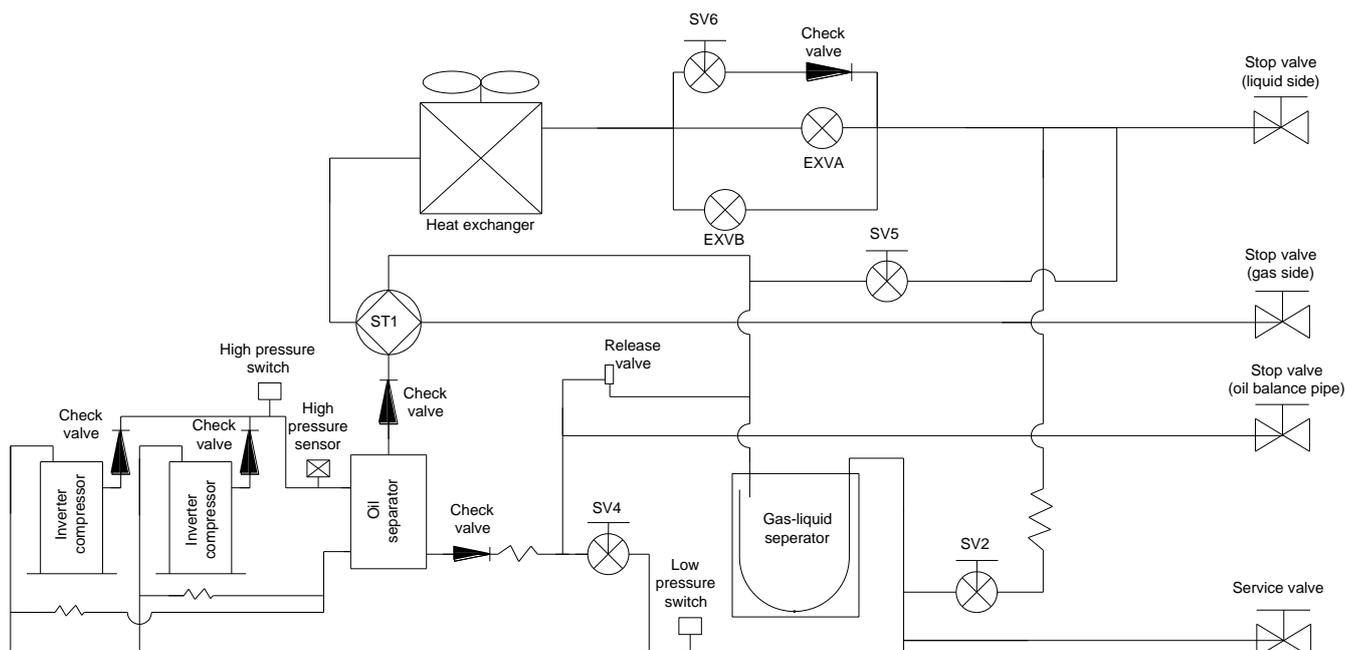 SV6
Check
valve
Stop valve
(liquid side)
EXVA
Heat exchanger
EXVB
SV5
Stop valve
(gas side)
ST1
High pressure
switch
Release
valve
Stop valve
(oil balance pipe)
Check
valve
High
pressure
sensor
Check
valve
Check
valve
Inverter
compressor
Inverter
compressor
Oil
separator
Check
valve
SV4
Gas-liquid
seperator
SV2
Low
pressure
switch
Service valve